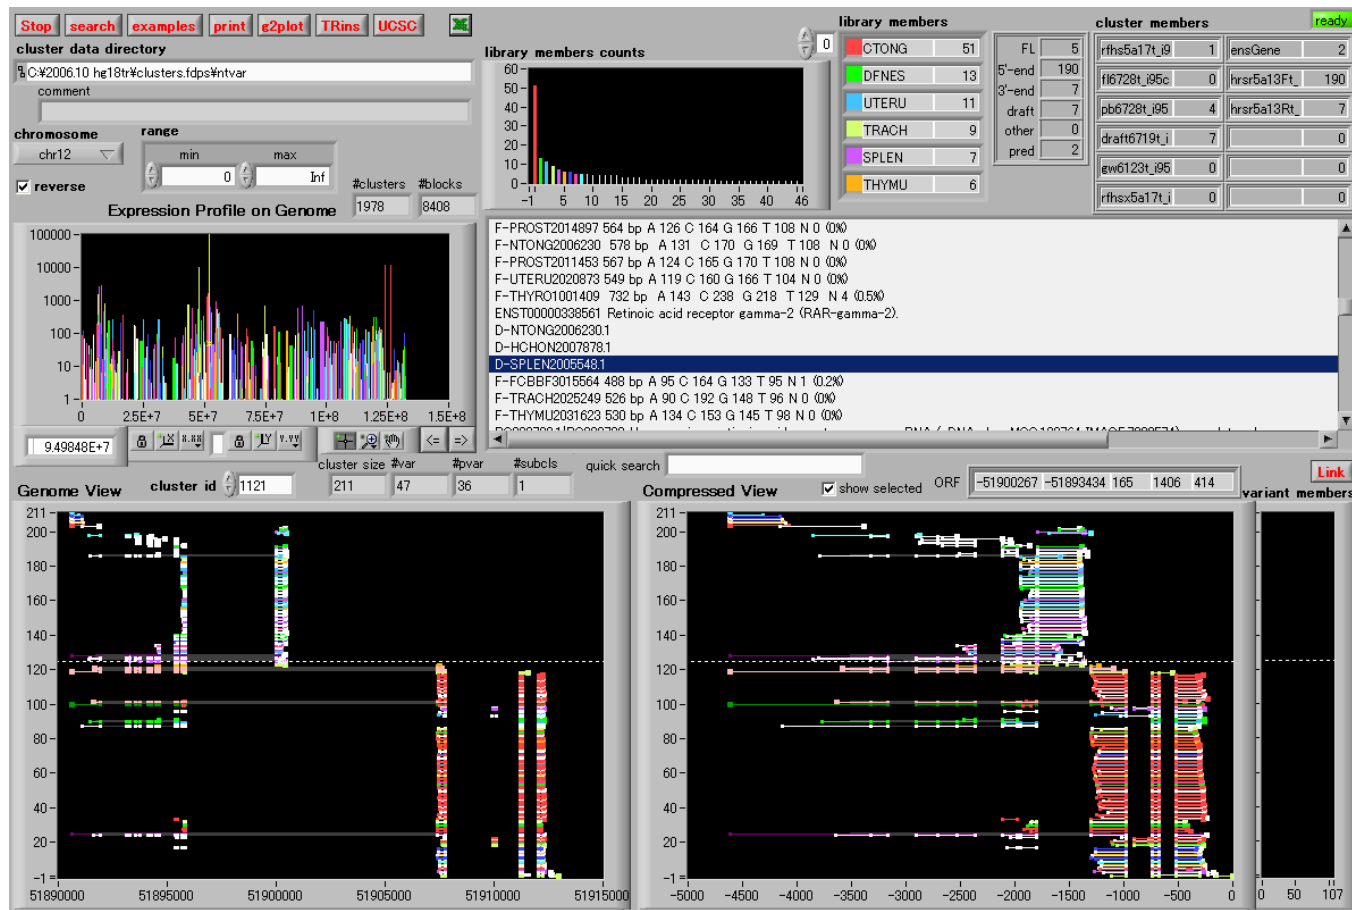 Stop search examples print g2plot TRins UCSC
cluster data directory
C:¥2006.10 hg18tr¥clusters.fdps¥ntvar
comment
chromosome
chr12
range
min max
0 Inf
reverse
#clusters #blocks
1978 8408
Expression Profile on Genome
100000
10000
1000
100
10
1
0 2.5E+7 5E+7 7.5E+7 1E+8 1.25E+8 1.5E+8
9.49848E+7
X.XX Y.YY <= =>
library members counts
0
60
50
40
30
20
10
0
-1 5 10 15 20 25 30 35 40 46
library members
CTONG 51
DFNES 13
UTERU 11
TRACH 9
SPLEN 7
THYMU 6
FL 5
5'-end 190
3'-end 7
draft 7
other 0
pred 2
cluster members
ready
rfhs5a17t_i9 1 ensGene 2
fl6728t_i95c 0 hrsr5a13Ft_ 190
pb6728t_i95 4 hrsr5a13Rt_ 7
draft6719t_i 7 0
gw6123t_i95 0 0
rfhsx5a17t_i 0 0
F-PROST2014897 564 bp A 126 C 164 G 166 T 108 N 0 (0%)
F-NTONG2006230 578 bp A 131 C 170 G 169 T 108 N 0 (0%)
F-PROST2011453 567 bp A 124 C 165 G 170 T 108 N 0 (0%)
F-UTERU2020873 549 bp A 119 C 160 G 166 T 104 N 0 (0%)
F-THYRO1001409 732 bp A 143 C 238 G 218 T 129 N 4 (0.5%)
ENST00000338561 Retinoic acid receptor gamma-2 (RAR-gamma-2).
D-NTONG2006230.1
D-HCHON2007878.1
D-SPLEN2005548.1
F-FCBBF3015564 488 bp A 95 C 164 G 133 T 95 N 1 (0.2%)
F-TRACH2025249 526 bp A 90 C 192 G 148 T 96 N 0 (0%)
F-THYMU2031623 530 bp A 134 C 153 G 145 T 98 N 0 (0%)
cluster size #var #pvar #subcls
211 47 36 1
quick search
Genome View
cluster id 1121
Compressed View
show selected
ORF -51900267 -51893434 165 1406 414
Link
variant members
211
200
180
160
140
120
100
80
60
40
20
-1
51890000 51895000 51900000 51905000 51910000 51915000
211
200
180
160
140
120
100
80
60
40
20
-1
-5000 -4500 -4000 -3500 -3000 -2500 -2000 -1500 -1000 -500 0
0 50 107